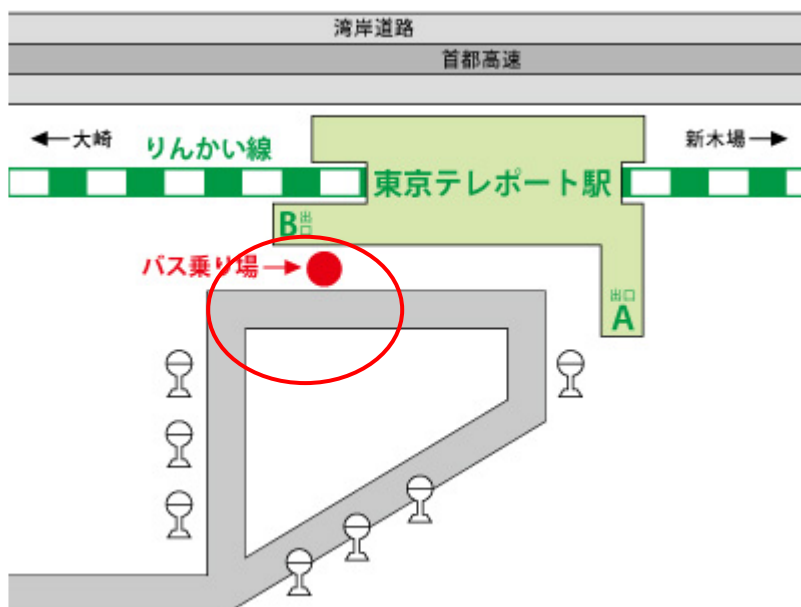 湾岸道路
首都高速
←大崎
新木場→
りんかい線
東京テレポート駅
B出口
バス乗り場→
出口
A